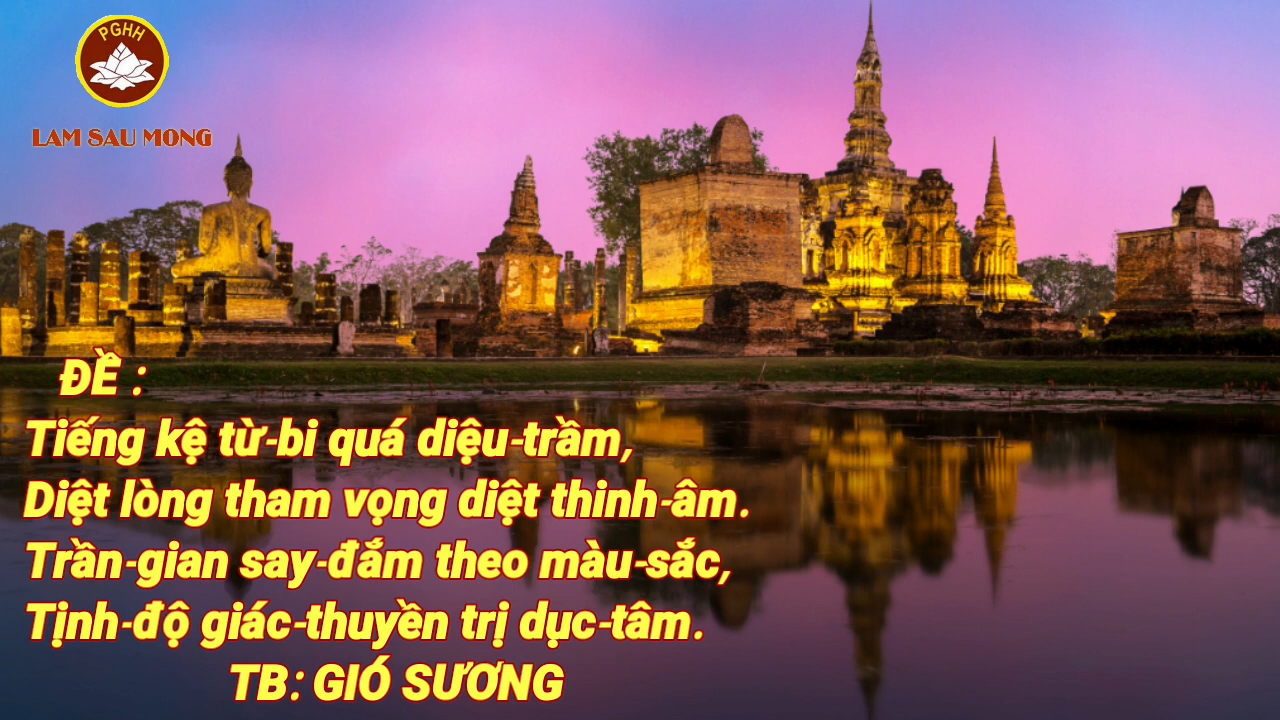 PGHH
LAM SAU MONG
ĐỀ :
Tiếng kệ từ-bi quá diệu-trầm,
Diệt lòng tham vọng diệt thinh-âm.
Trần-gian say-đắm theo màu-sắc,
Tịnh-độ giác-thuyền trị dục-tâm.
TB: GIÓ SƯƠNG